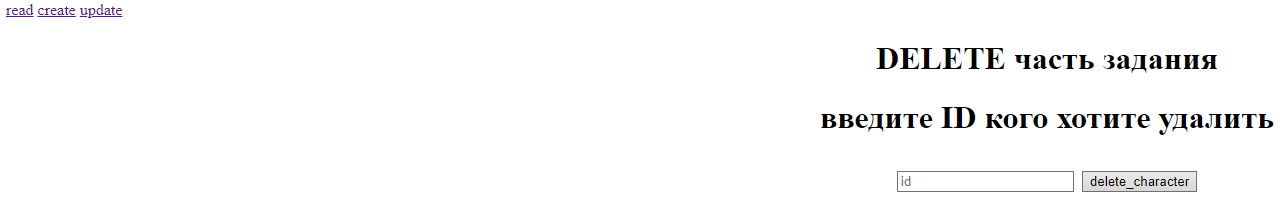 read create update
DELETE часть задания
введите ID кого хотите удалить
id delete_character